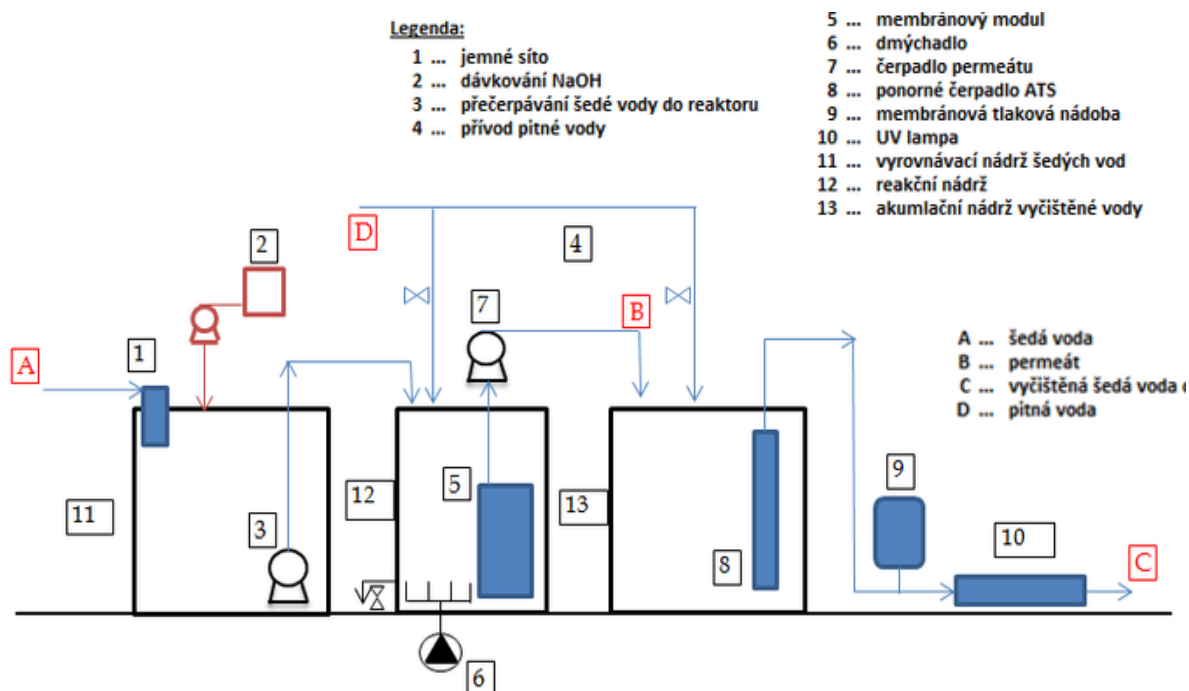 Legenda:
1 ... jemné síto
2 ... dávkování NaOH
3 ... přečerpávání šedé vody do reaktoru
4 ... přívod pitné vody
5 ... membránový modul
6 ... dmýchadlo
7 ... čerpadlo permeátu
8 ... ponorné čerpadlo ATS
9 ... membránová tlaková nádoba
10 ... UV lampa
11 ... vyrovnávací nádrž šedých vod
12 ... reakční nádrž
13 ... akumlační nádrž vyčištěné vody
D
4
2
7
B
1
A
A ... šedá voda
B ... permeát
C ... vyčištěná šedá voda
D ... pitná voda
11
3
12
5
13
8
9
10
C
6